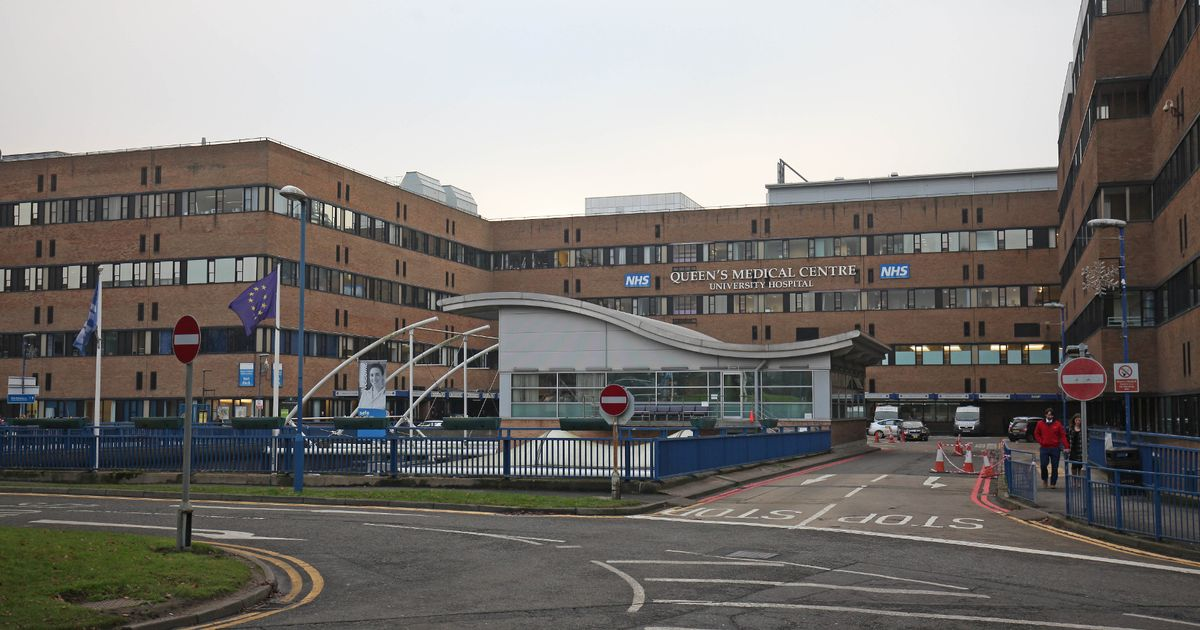 NHS
QUEEN'S MEDICAL CENTRE
UNIVERSITY HOSPITAL
NHS
STOP
STOP